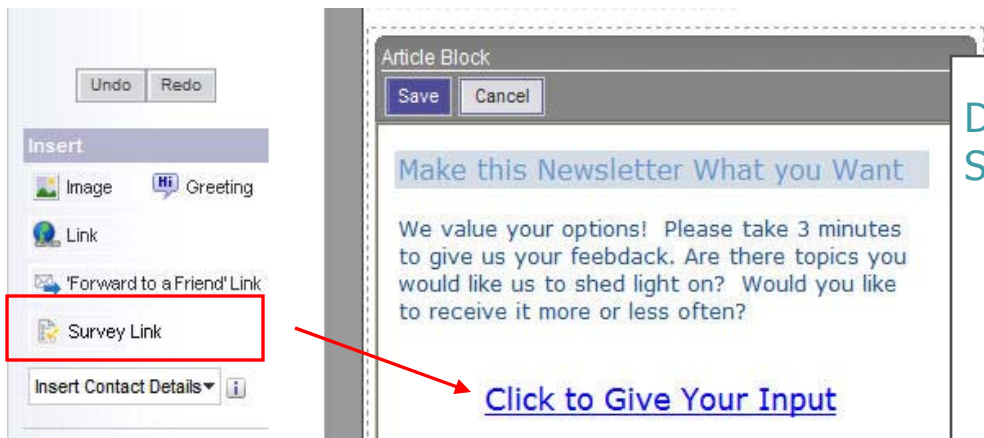 Undo Redo
Insert
Image Hi Greeting
Link
'Forward to a Friend' Link
Survey Link
Insert Contact Details i
Article Block
Save Cancel
Make this Newsletter What you Want
We value your options! Please take 3 minutes
to give us your feebdack. Are there topics you
would like us to shed light on? Would you like
to receive it more or less often?
Click to Give Your Input
D
S